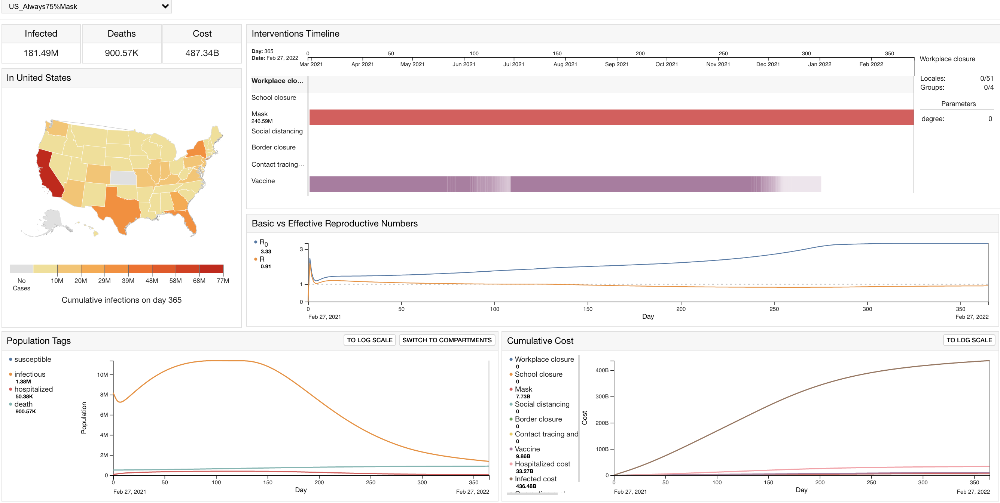 US_Always75%Mask
Infected
Deaths
Cost
181.49M
900.57K
487.34B
In United States
No Cases
10M
20M
29M
39M
48M
58M
68M
77M
Cumulative infections on day 365
Interventions Timeline
Day: 365
Date: Feb 27, 2022
0
50
100
150
200
250
300
350
Mar 2021
Apr 2021
May 2021
Jun 2021
Jul 2021
Aug 2021
Sep 2021
Oct 2021
Nov 2021
Dec 2021
Jan 2022
Feb 2022
Workplace clo…
School closure
Mask
246.59M
Social distancing
Border closure
Contact tracing…
Vaccine
Workplace closure
Locales: 0/51
Groups: 0/4
Parameters
degree: 0
Basic vs Effective Reproductive Numbers
R0
3.33
R
0.91
3
1
0
0
50
100
150
200
250
300
350
Feb 27, 2021
Day
Feb 27, 2022
Population Tags
TO LOG SCALE
SWITCH TO COMPARTMENTS
susceptible
infectious
1.38M
hospitalized
50.38K
death
900.57K
Population
10M
8M
6M
4M
2M
0
0
50
100
150
200
250
300
350
Feb 27, 2021
Day
Feb 27, 2022
Cumulative Cost
TO LOG SCALE
Workplace closure
0
School closure
0
Mask
7.73B
Social distancing
0
Border closure
0
Contact tracing and
0
Vaccine
9.86B
Hospitalized cost
33.27B
Infected cost
436.48B
Cost
400B
300B
200B
100B
0
0
50
100
150
200
250
300
350
Feb 27, 2021
Day
Feb 27, 2022